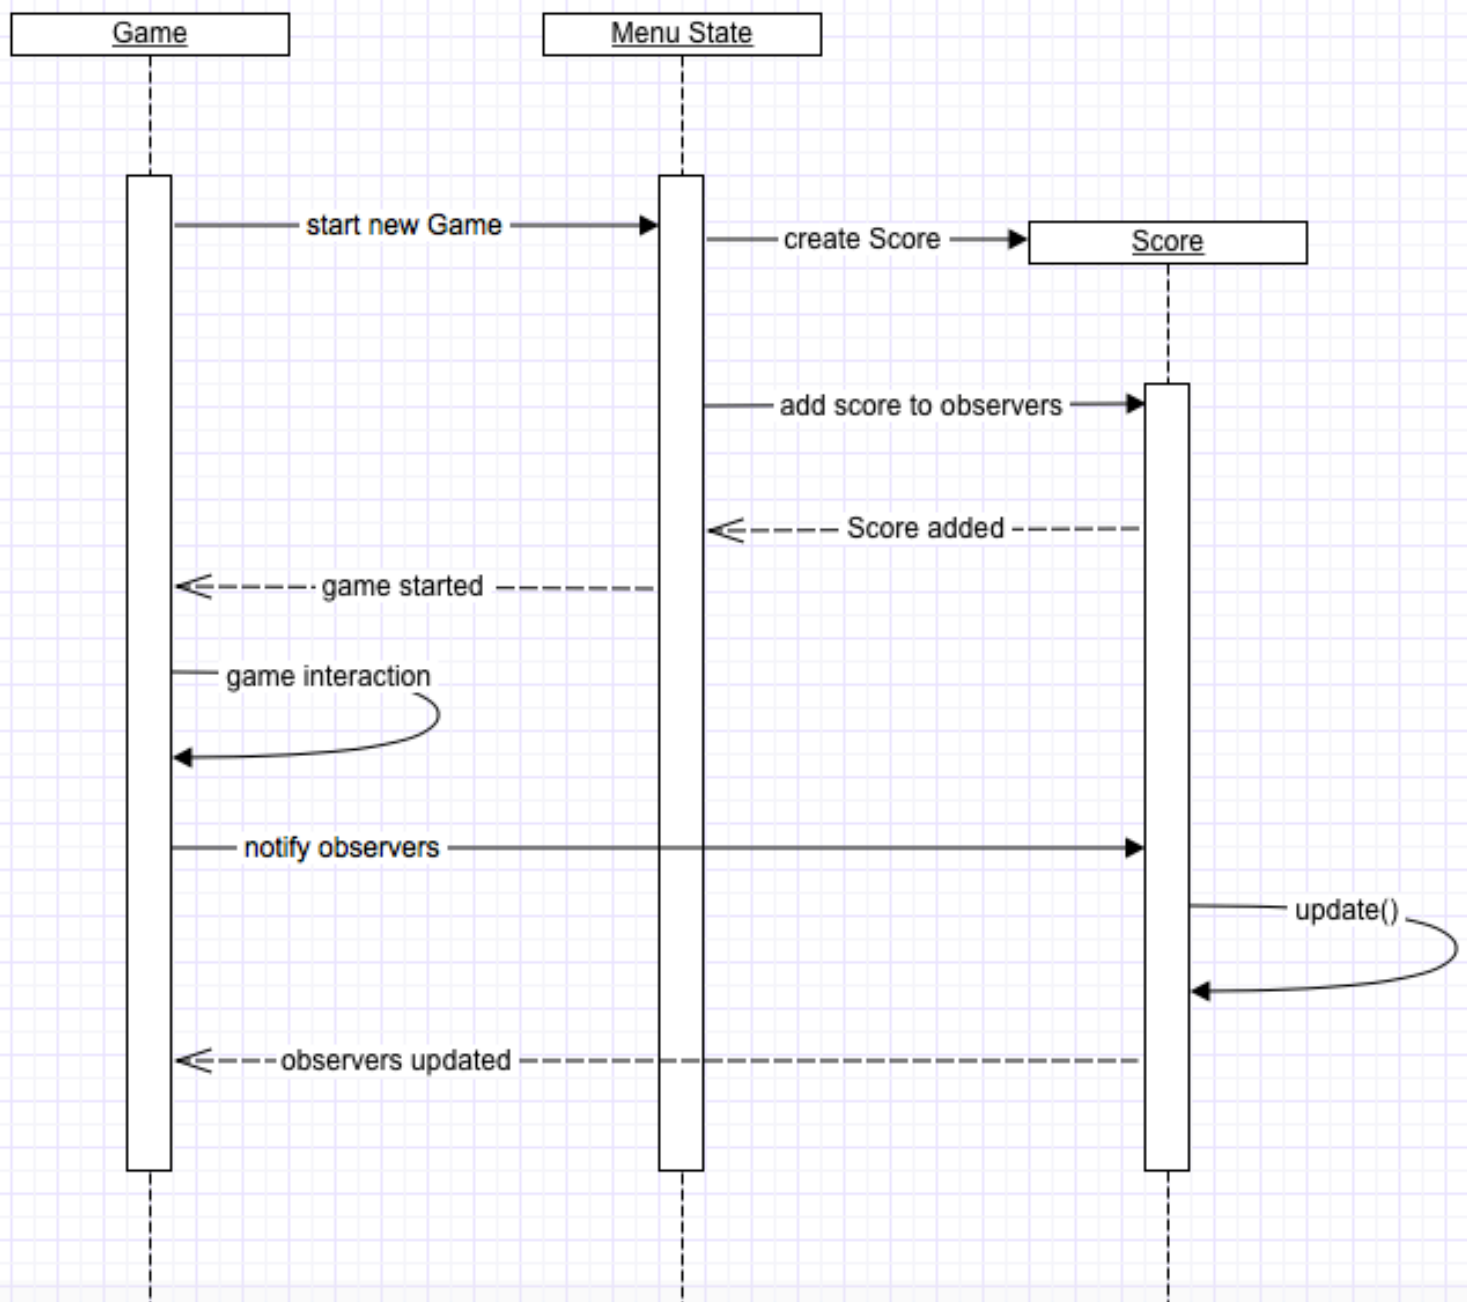 Game
Menu State
start new Game
create Score
Score
add score to observers
Score added
game started
game interaction
notify observers
update()
observers updated